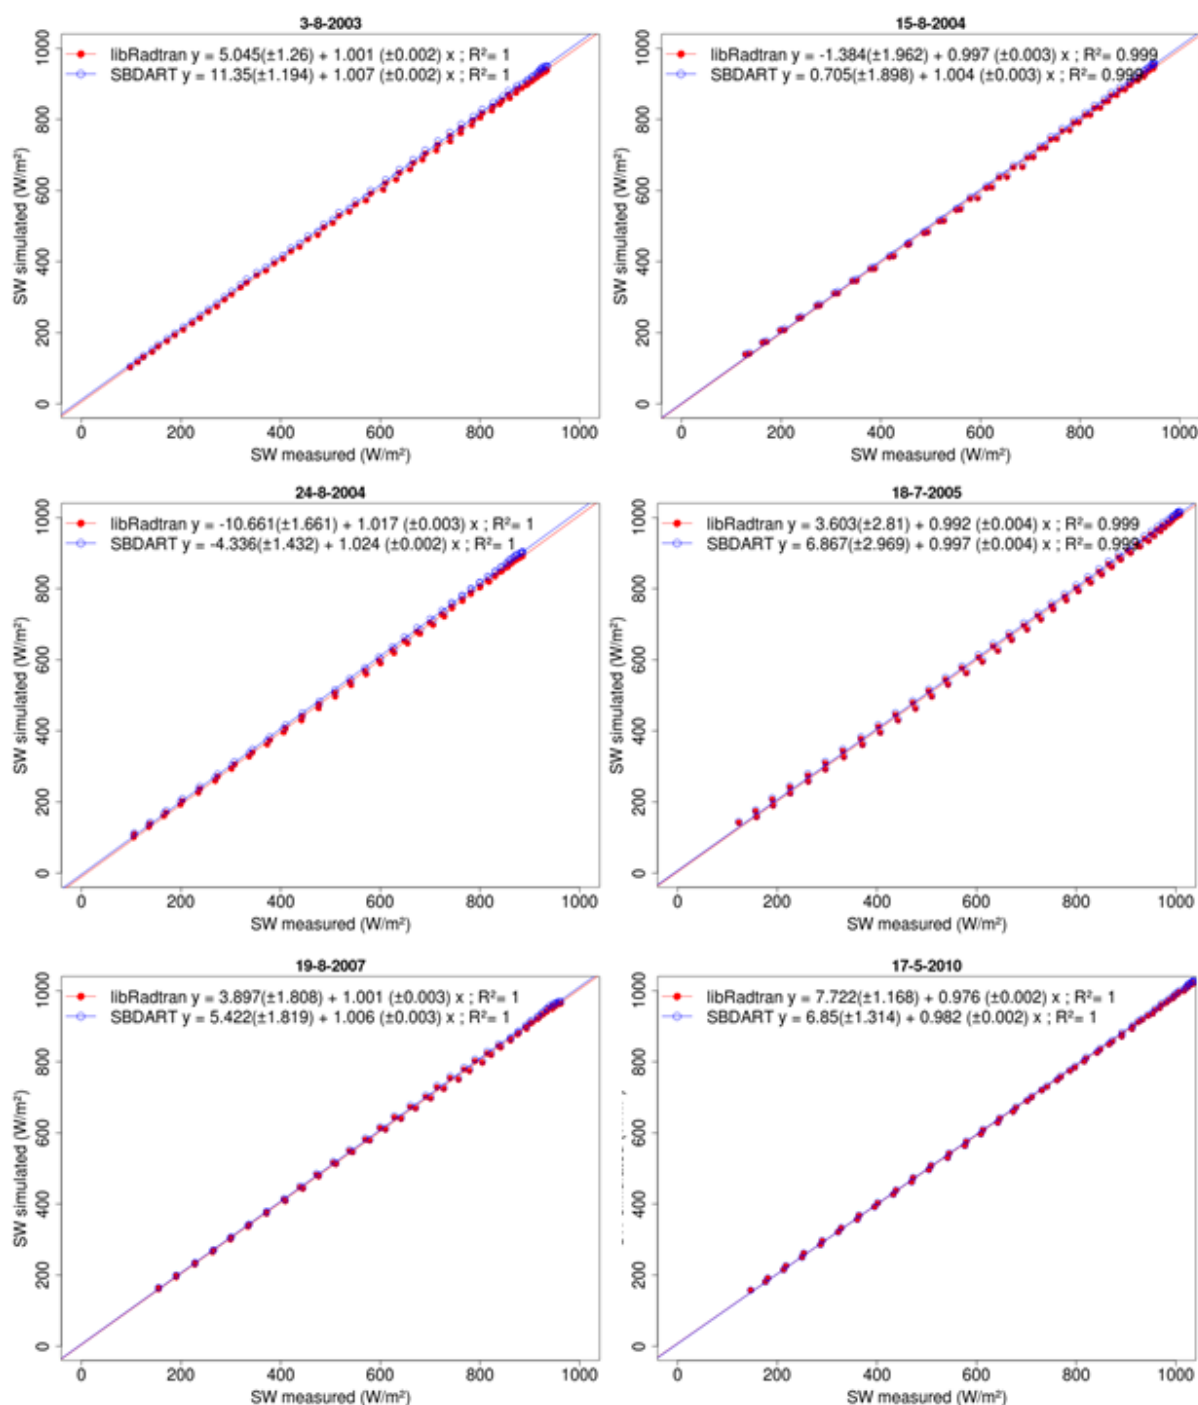 3-8-2003
libRadtran y = 5.045(±1.26) + 1.001 (±0.002) x ; R²= 1
SBDART y = 11.35(±1.194) + 1.007 (±0.002) x ; R²= 1
SW simulated (W/m²)
0 200 400 600 800 1000
0 200 400 600 800 1000
SW measured (W/m²)
15-8-2004
libRadtran y = -1.384(±1.962) + 0.997 (±0.003) x ; R²= 0.999
SBDART y = 0.705(±1.898) + 1.004 (±0.003) x ; R²= 0.999
SW simulated (W/m²)
0 200 400 600 800 1000
0 200 400 600 800 1000
SW measured (W/m²)
24-8-2004
libRadtran y = -10.661(±1.661) + 1.017 (±0.003) x ; R²= 1
SBDART y = -4.336(±1.432) + 1.024 (±0.002) x ; R²= 1
SW simulated (W/m²)
0 200 400 600 800 1000
0 200 400 600 800 1000
SW measured (W/m²)
18-7-2005
libRadtran y = 3.603(±2.81) + 0.992 (±0.004) x ; R²= 0.999
SBDART y = 6.867(±2.969) + 0.997 (±0.004) x ; R²= 0.999
SW simulated (W/m²)
0 200 400 600 800 1000
0 200 400 600 800 1000
SW measured (W/m²)
19-8-2007
libRadtran y = 3.897(±1.808) + 1.001 (±0.003) x ; R²= 1
SBDART y = 5.422(±1.819) + 1.006 (±0.003) x ; R²= 1
SW simulated (W/m²)
0 200 400 600 800 1000
0 200 400 600 800 1000
SW measured (W/m²)
17-5-2010
libRadtran y = 7.722(±1.168) + 0.976 (±0.002) x ; R²= 1
SBDART y = 6.85(±1.314) + 0.982 (±0.002) x ; R²= 1
0 200 400 600 800 1000
0 200 400 600 800 1000
SW measured (W/m²)